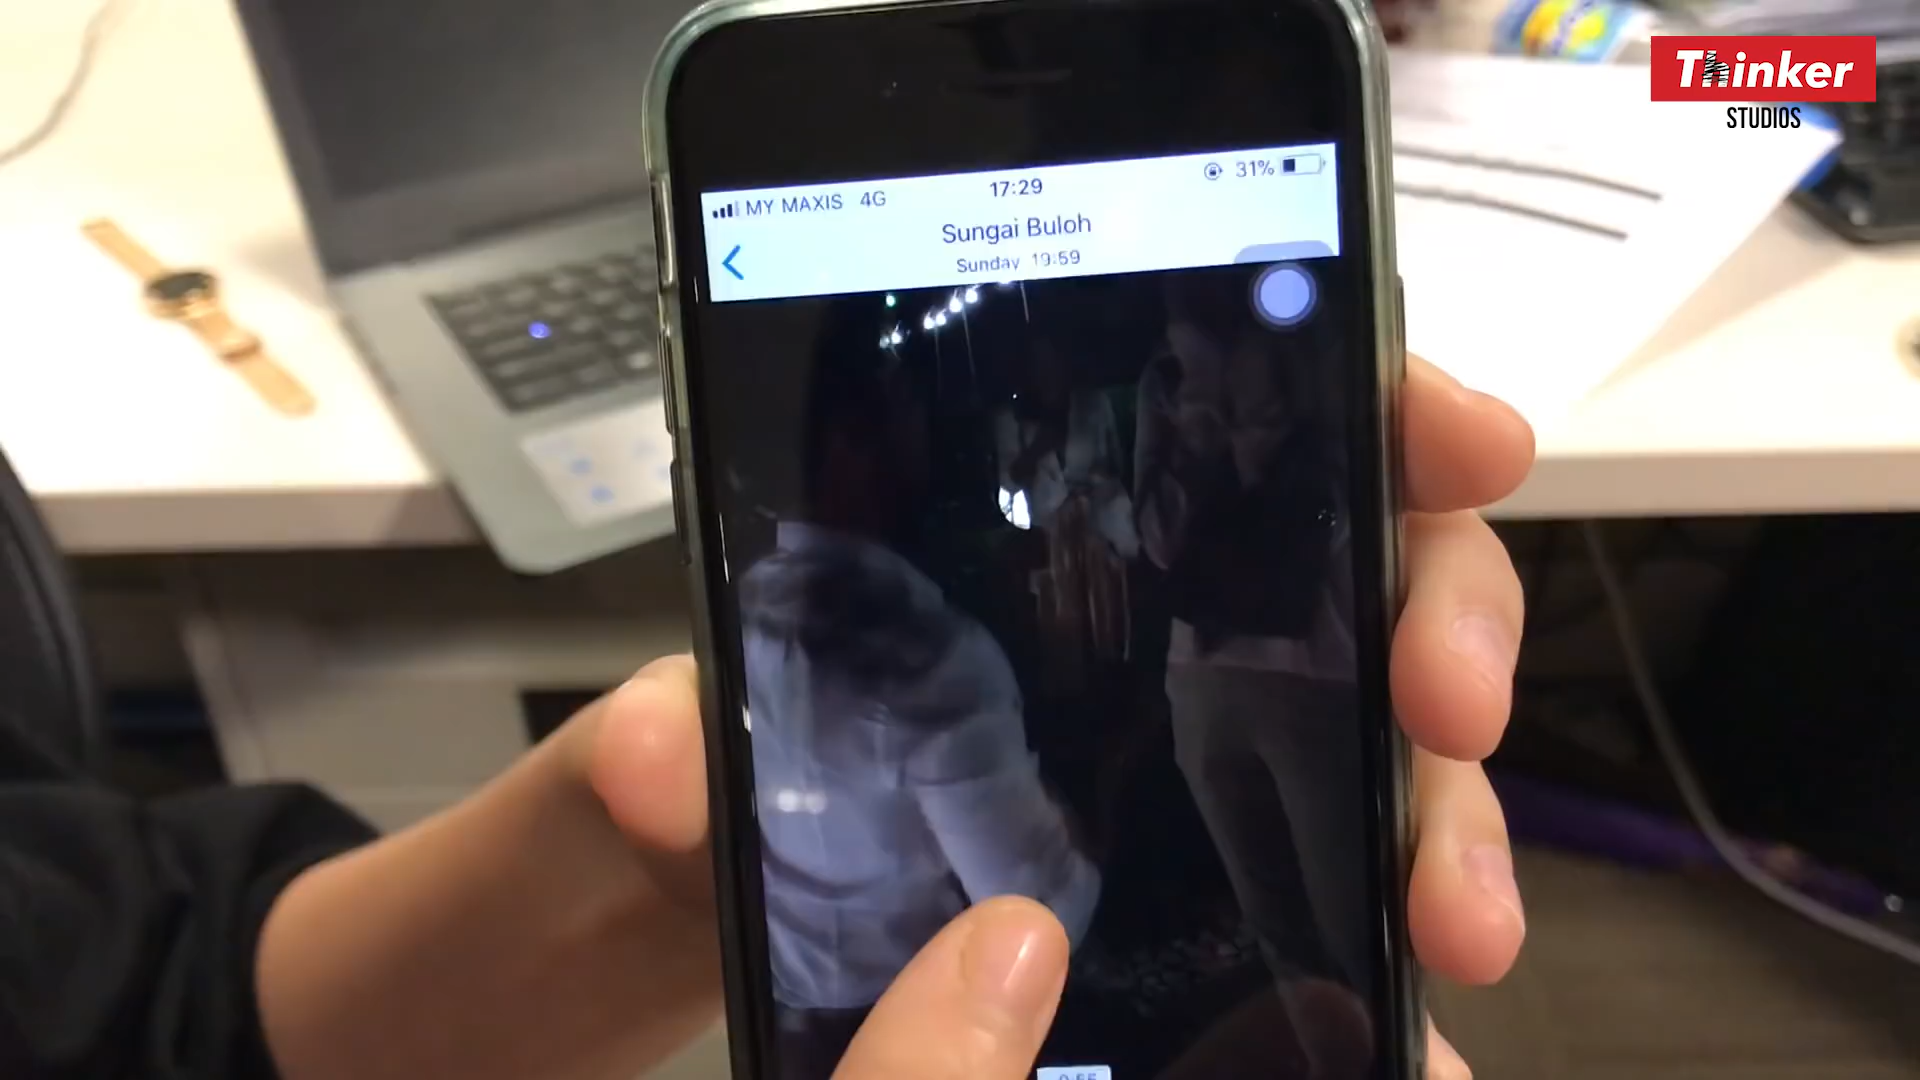 Thinker
STUDIOS
MY MAXIS 4G
17:29
31%
Sungai Buloh
Sunday 19:59